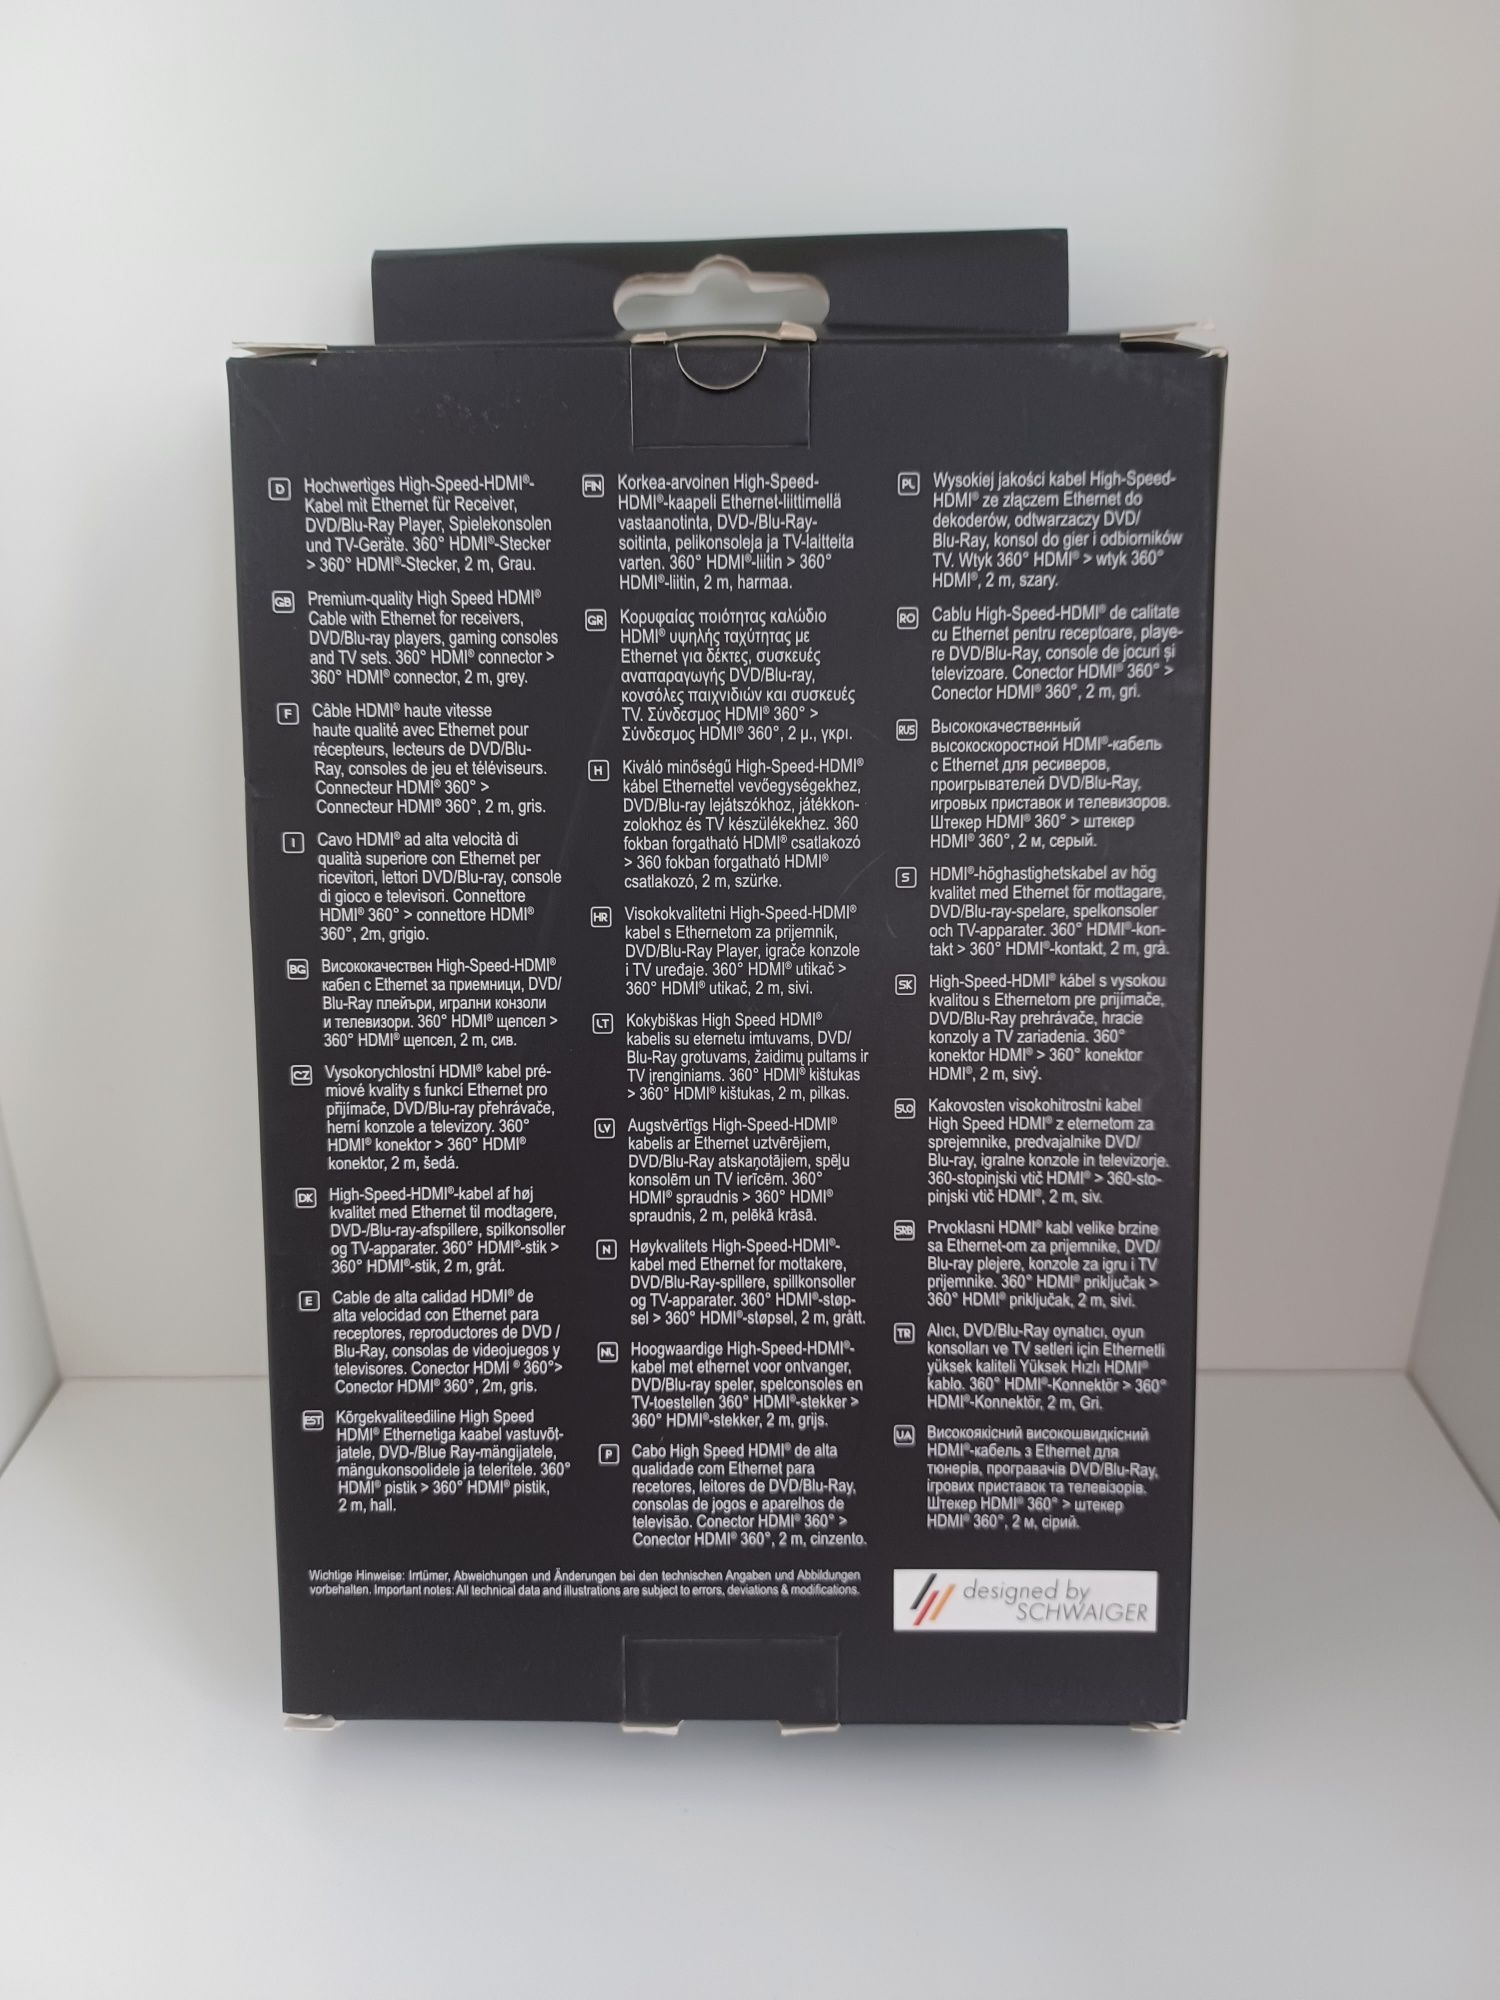 D
Hochwertiges High-Speed-HDMI®-
Kabel mit Ethernet für Receiver,
DVD/Blu-Ray Player, Spielekonsolen
und TV-Geräte. 360° HDMI®-Stecker
> 360° HDMI®-Stecker, 2 m, Grau.
GB
Premium-quality High Speed HDMI®
Cable with Ethernet for receivers,
DVD/Blu-ray players, gaming consoles
and TV sets. 360° HDMI® connector >
360° HDMI® connector, 2 m, grey.
F
Câble HDMI® haute vitesse
haute qualité avec Ethernet pour
récepteurs, lecteurs de DVD/Blu-
Ray, consoles de jeu et téléviseurs.
Connecteur HDMI® 360° >
Connecteur HDMI® 360°, 2 m, gris.
I
Cavo HDMI® ad alta velocità di
qualità superiore con Ethernet per
ricevitori, lettori DVD/Blu-ray, console
di gioco e televisori. Connettore
HDMI® 360° > connettore HDMI®
360°, 2m, grigio.
BG
Висококачествен High-Speed-HDMI®
кабел с Ethernet за приемници, DVD/
Blu-Ray плейъри, игрални конзоли
и телевизори. 360° HDMI® щепсел >
360° HDMI® щепсел, 2 m, сив.
CZ
Vysokorychlostní HDMI® kabel pré-
miové kvality s funkcí Ethernet pro
přijímače, DVD/Blu-ray přehrávače,
herní konzole a televizory. 360°
HDMI® konektor > 360° HDMI®
konektor, 2 m, šedá.
DK
High-Speed-HDMI®-kabel af høj
kvalitet med Ethernet til modtagere,
DVD-/Blu-ray-afspillere, spilkonsoller
og TV-apparater. 360° HDMI®-stik >
360° HDMI®-stik, 2 m, gråt.
E
Cable de alta calidad HDMI® de
alta velocidad con Ethernet para
receptores, reproductores de DVD /
Blu-Ray, consolas de videojuegos y
televisores. Conector HDMI ® 360°>
Conector HDMI® 360°, 2m, gris.
EST
Kõrgekvaliteediline High Speed
HDMI® Ethernetiga kaabel vastuvõt-
jatele, DVD-/Blue Ray-mängijatele,
mängukonsoolidele ja teleritele. 360°
HDMI® pistik > 360° HDMI® pistik,
2 m, hall.
FIN
Korkea-arvoinen High-Speed-
HDMI®-kaapeli Ethernet-liittimellä
vastaanotinta, DVD-/Blu-Ray-
soitinta, pelikonsoleja ja TV-laitteita
varten. 360° HDMI®-liitin > 360°
HDMI®-liitin, 2 m, harmaa.
GR
Κορυφαίας ποιότητας καλώδιο
HDMI® υψηλής ταχύτητας με
Ethernet για δέκτες, συσκευές
αναπαραγωγής DVD/Blu-ray,
κονσόλες παιχνιδιών και συσκευές
TV. Σύνδεσμος HDMI® 360° >
Σύνδεσμος HDMI® 360°, 2 μ., γκρι.
H
Kiváló minőségű High-Speed-HDMI®
kábel Ethernettel vevőegységekhez,
DVD/Blu-ray lejátszókhoz, játékkon-
zolokhoz és TV készülékekhez. 360
fokban forgatható HDMI® csatlakozó
> 360 fokban forgatható HDMI®
csatlakozó, 2 m, szürke.
HR
Visokokvalitetni High-Speed-HDMI®
kabel s Ethernetom za prijemnik,
DVD/Blu-Ray Player, igraće konzole
i TV uređaje. 360° HDMI® utikač >
360° HDMI® utikač, 2 m, sivi.
LT
Kokybiškas High Speed HDMI®
kabelis su eternetu imtuvams, DVD/
Blu-Ray grotuvams, žaidimų pultams ir
TV įrenginiams. 360° HDMI® kištukas
> 360° HDMI® kištukas, 2 m, pilkas.
LV
Augstvērtīgs High-Speed-HDMI®
kabelis ar Ethernet uztvērējiem,
DVD/Blu-Ray atskaņotājiem, spēļu
konsolēm un TV ierīcēm. 360°
HDMI® spraudnis > 360° HDMI®
spraudnis, 2 m, pelēkā krāsā.
N
Høykvalitets High-Speed-HDMI®-
kabel med Ethernet for mottakere,
DVD/Blu-Ray-spillere, spillkonsoller
og TV-apparater. 360° HDMI®-støp-
sel > 360° HDMI®-støpsel, 2 m, grått.
NL
Hoogwaardige High-Speed-HDMI®-
kabel met ethernet voor ontvanger,
DVD/Blu-ray speler, spelconsoles en
TV-toestellen 360° HDMI®-stekker >
360° HDMI®-stekker, 2 m, grijs.
P
Cabo High Speed HDMI® de alta
qualidade com Ethernet para
recetores, leitores de DVD/Blu-Ray,
consolas de jogos e aparelhos de
televisão. Conector HDMI® 360° >
Conector HDMI® 360°, 2 m, cinzento.
PL
Wysokiej jakości kabel High-Speed-
HDMI® ze złączem Ethernet do
dekoderów, odtwarzaczy DVD/
Blu-Ray, konsol do gier i odbiorników
TV. Wtyk 360° HDMI® > wtyk 360°
HDMI®, 2 m, szary.
RO
Cablu High-Speed-HDMI® de calitate
cu Ethernet pentru receptoare, playe-
re DVD/Blu-Ray, console de jocuri și
televizoare. Conector HDMI® 360° >
Conector HDMI® 360°, 2 m, gri.
RUS
Высококачественный
высокоскоростной HDMI®-кабель
с Ethernet для ресиверов,
проигрывателей DVD/Blu-Ray,
игровых приставок и телевизоров.
Штекер HDMI® 360° > штекер
HDMI® 360°, 2 м, серый.
S
HDMI®-höghastighetskabel av hög
kvalitet med Ethernet för mottagare,
DVD/Blu-ray-spelare, spelkonsoler
och TV-apparater. 360° HDMI®-kon-
takt > 360° HDMI®-kontakt, 2 m, grå.
SK
High-Speed-HDMI® kábel s vysokou
kvalitou s Ethernetom pre prijímače,
DVD/Blu-Ray prehrávače, hracie
konzoly a TV zariadenia. 360°
konektor HDMI® > 360° konektor
HDMI®, 2 m, sivý.
SLO
Kakovosten visokohitrostni kabel
High Speed HDMI® z eternetom za
sprejemnike, predvajalnike DVD/
Blu-ray, igralne konzole in televizorje.
360-stopinjski vtič HDMI® > 360-sto-
pinjski vtič HDMI®, 2 m, siv.
SRB
Prvoklasni HDMI® kabl velike brzine
sa Ethernet-om za prijemnike, DVD/
Blu-ray plejere, konzole za igru i TV
prijemnike. 360° HDMI® priključak >
360° HDMI® priključak, 2 m, sivi.
TR
Alıcı, DVD/Blu-Ray oynatıcı, oyun
konsolları ve TV setleri için Ethernetli
yüksek kaliteli Yüksek Hızlı HDMI®
kablo. 360° HDMI®-Konnektör > 360°
HDMI®-Konnektör, 2 m, Gri.
UA
Високоякісний високошвидкісний
HDMI®-кабель з Ethernet для
тюнерів, програвачів DVD/Blu-Ray,
ігрових приставок та телевізорів.
Штекер HDMI® 360° > штекер
HDMI® 360°, 2 м, сірий.
Wichtige Hinweise: Irrtümer, Abweichungen und Änderungen bei den technischen Angaben und Abbildungen
vorbehalten. Important notes: All technical data and illustrations are subject to errors, deviations & modifications.
designed by
SCHWAIGER